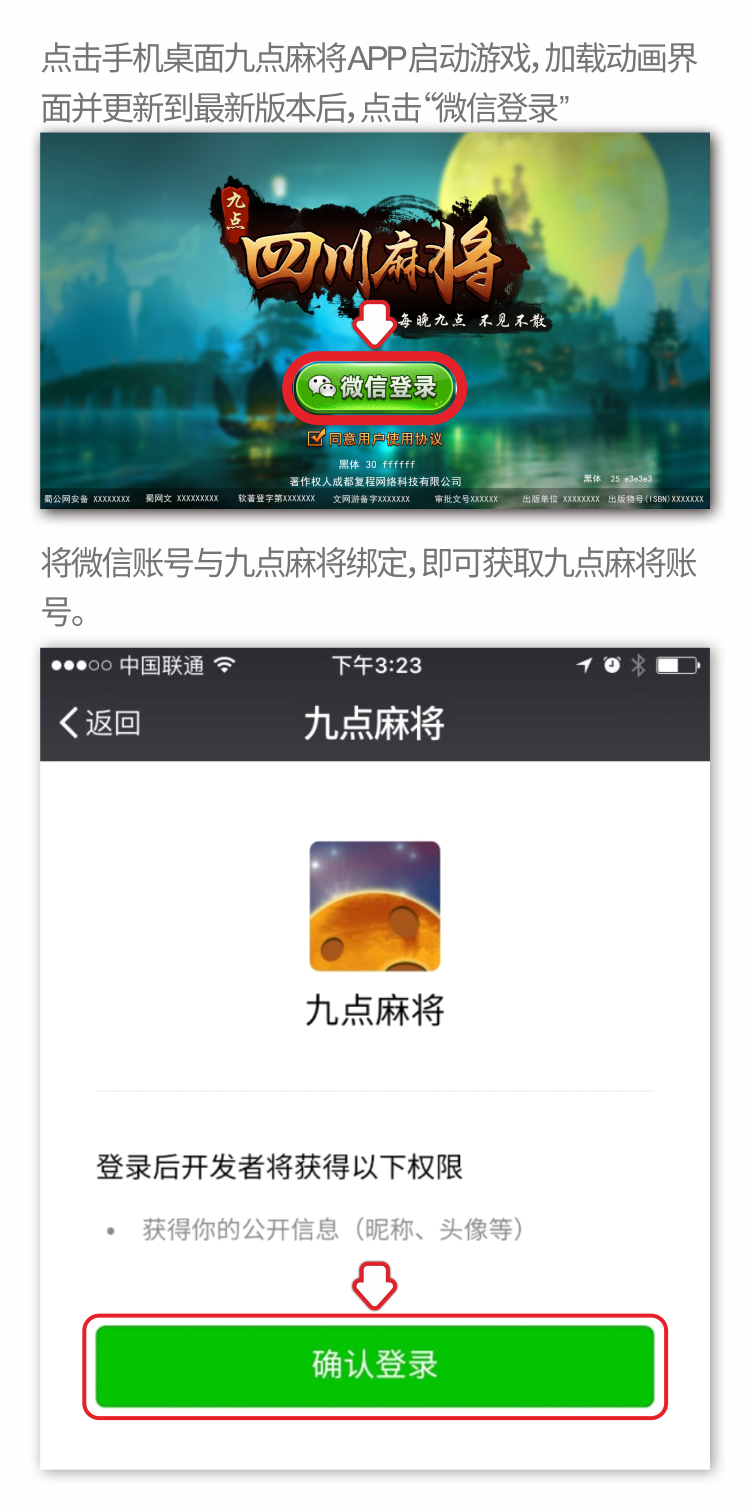 点击手机桌面九点麻将APP启动游戏，加载动画界
面并更新到最新版本后，点击“微信登录”
九点
四川麻将
每晚九点 不见不散
微信登录
同意用户使用协议
黑体 30 ffffff
著作权人成都复程网络科技有限公司
黑体 25 e3e3e3
蜀公网安备 XXXXXXXX 蜀网文 XXXXXXXXX 软著登字第XXXXXXX 文网游备字XXXXXXX 审批文号XXXXXX 出版单位 XXXXXXXX 出版物号(ISBN)XXXXXXX
将微信账号与九点麻将绑定，即可获取九点麻将账
号。
中国联通 下午3:23
返回 九点麻将
九点麻将
登录后开发者将获得以下权限
• 获得你的公开信息（昵称、头像等）
确认登录